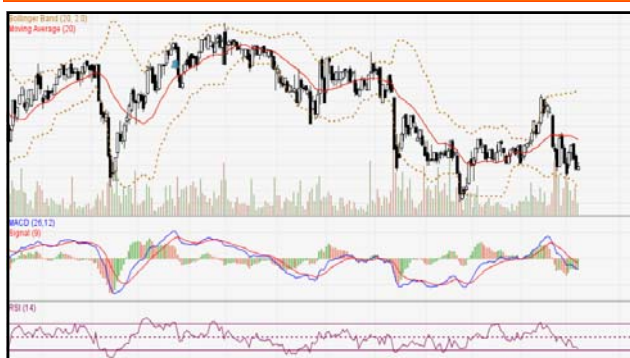 Bollinger Band (20, 2.0)
Moving Average (20)
MACD (26,12)
Signal (9)
RSI (14)